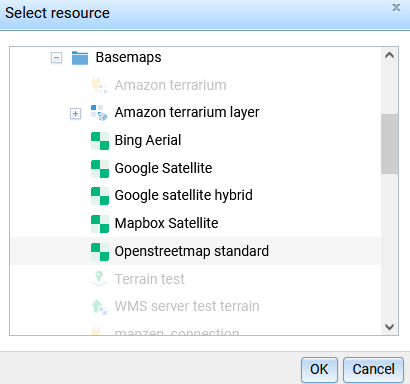 Select resource
x
Basemaps
Amazon terrarium
Amazon terrarium layer
Bing Aerial
Google Satellite
Google satellite hybrid
Mapbox Satellite
Openstreetmap standard
Terrain test
WMS server test terrain
mapzen_connection
OK Cancel